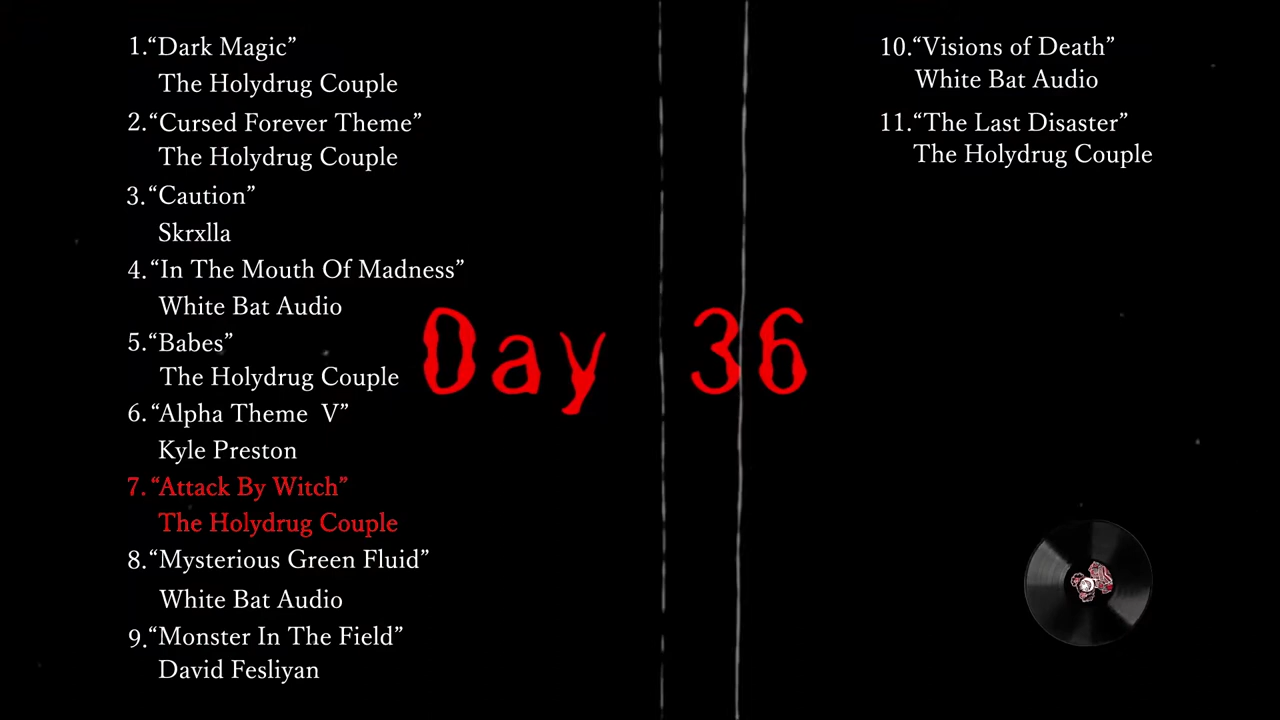 1.“Dark Magic”
The Holydrug Couple
2.“Cursed Forever Theme”
The Holydrug Couple
3.“Caution”
Skrxlla
4.“In The Mouth Of Madness”
White Bat Audio
5.“Babes”
The Holydrug Couple
6.“Alpha Theme  V”
Kyle Preston
7.“Attack By Witch”
The Holydrug Couple
8.“Mysterious Green Fluid”
White Bat Audio
9.“Monster In The Field”
David Fesliyan
Day 36
10.“Visions of Death”
White Bat Audio
11.“The Last Disaster”
The Holydrug Couple